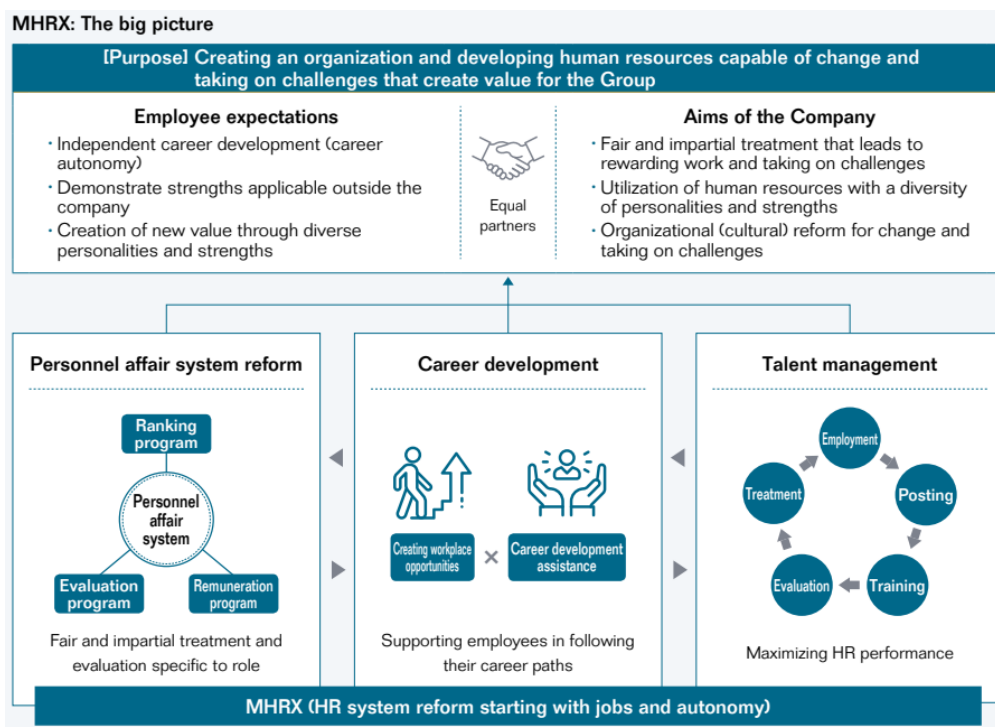 MHRX: The big picture
[Purpose] Creating an organization and developing human resources capable of change and
taking on challenges that create value for the Group
Employee expectations
・Independent career development (career
autonomy)
・Demonstrate strengths applicable outside the
company
・Creation of new value through diverse
personalities and strengths
Equal
partners
Aims of the Company
・Fair and impartial treatment that leads to
rewarding work and taking on challenges
・Utilization of human resources with a diversity
of personalities and strengths
・Organizational (cultural) reform for change and
taking on challenges
Personnel affair system reform
Ranking
program
Personnel
affair
system
Evaluation
program
Remuneration
program
Fair and impartial treatment and
evaluation specific to role
Career development
Creating workplace
opportunities
×
Career development
assistance
Supporting employees in following
their career paths
Talent management
Employment
Posting
Training
Evaluation
Treatment
Maximizing HR performance
MHRX (HR system reform starting with jobs and autonomy)